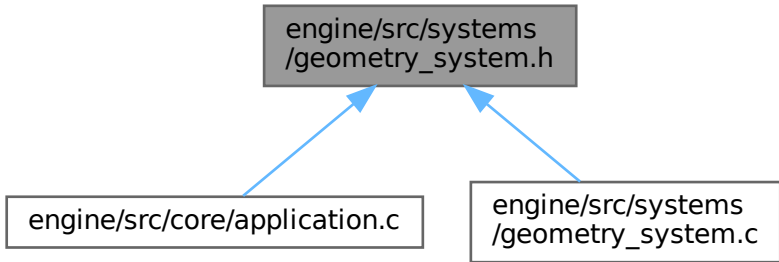 engine/src/systems
/geometry_system.h
engine/src/core/application.c
engine/src/systems
/geometry_system.c